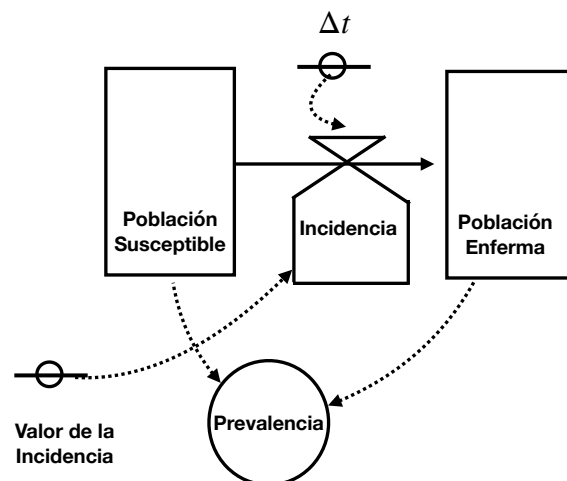 Δt
Población
Susceptible
Incidencia
Población
Enferma
Prevalencia
Valor de la
Incidencia